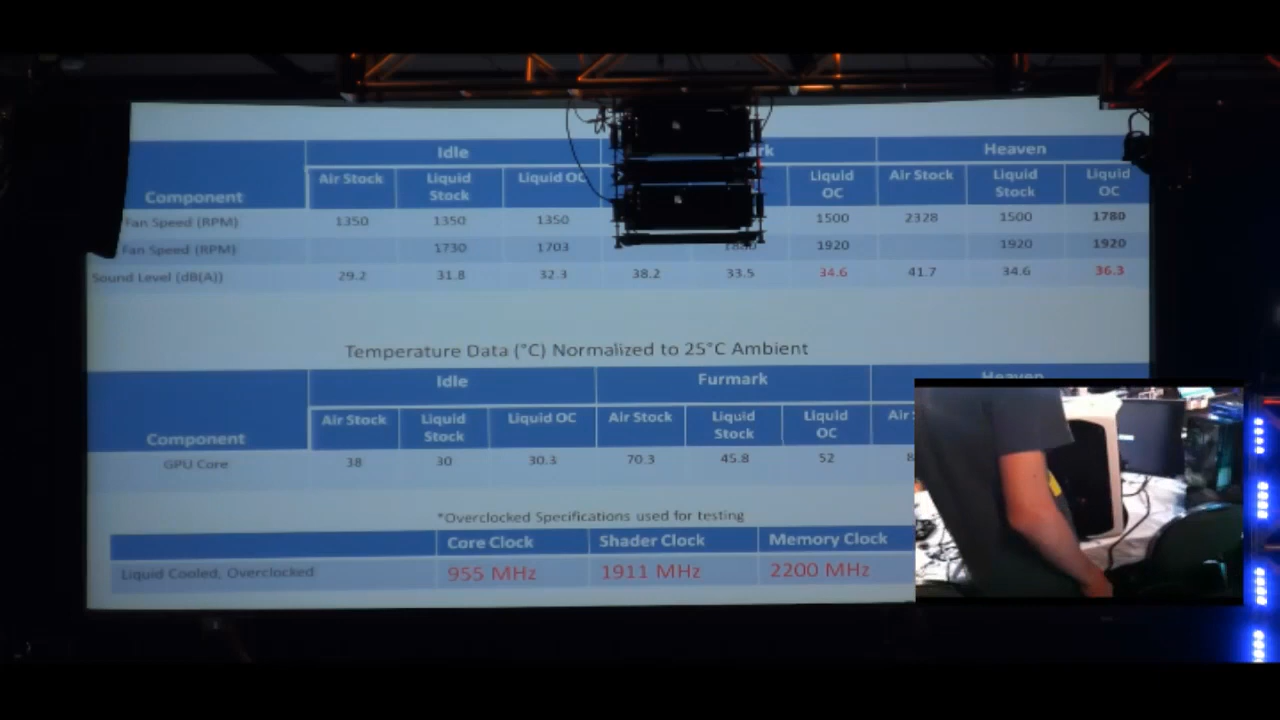 Idle rk Heaven
Component Air Stock Liquid Stock Liquid OC Liquid OC Air Stock Liquid Stock Liquid OC
Fan Speed (RPM) 1350 1350 1350 1500 2328 1500 1780
Fan Speed (RPM) 1730 1703 1880 1920 1920 1920
Sound Level (dB(A)) 29.2 31.8 32.3 38.2 33.5 34.6 41.7 34.6 36.3
Temperature Data (°C) Normalized to 25°C Ambient
Idle Furmark Heaven
Component Air Stock Liquid Stock Liquid OC Air Stock Liquid Stock Liquid OC Air
GPU Core 38 30 30.3 70.3 45.8 52
*Overclocked Specifications used for testing
Core Clock Shader Clock Memory Clock
Liquid Cooled, Overclocked 955 MHz 1911 MHz 2200 MHz